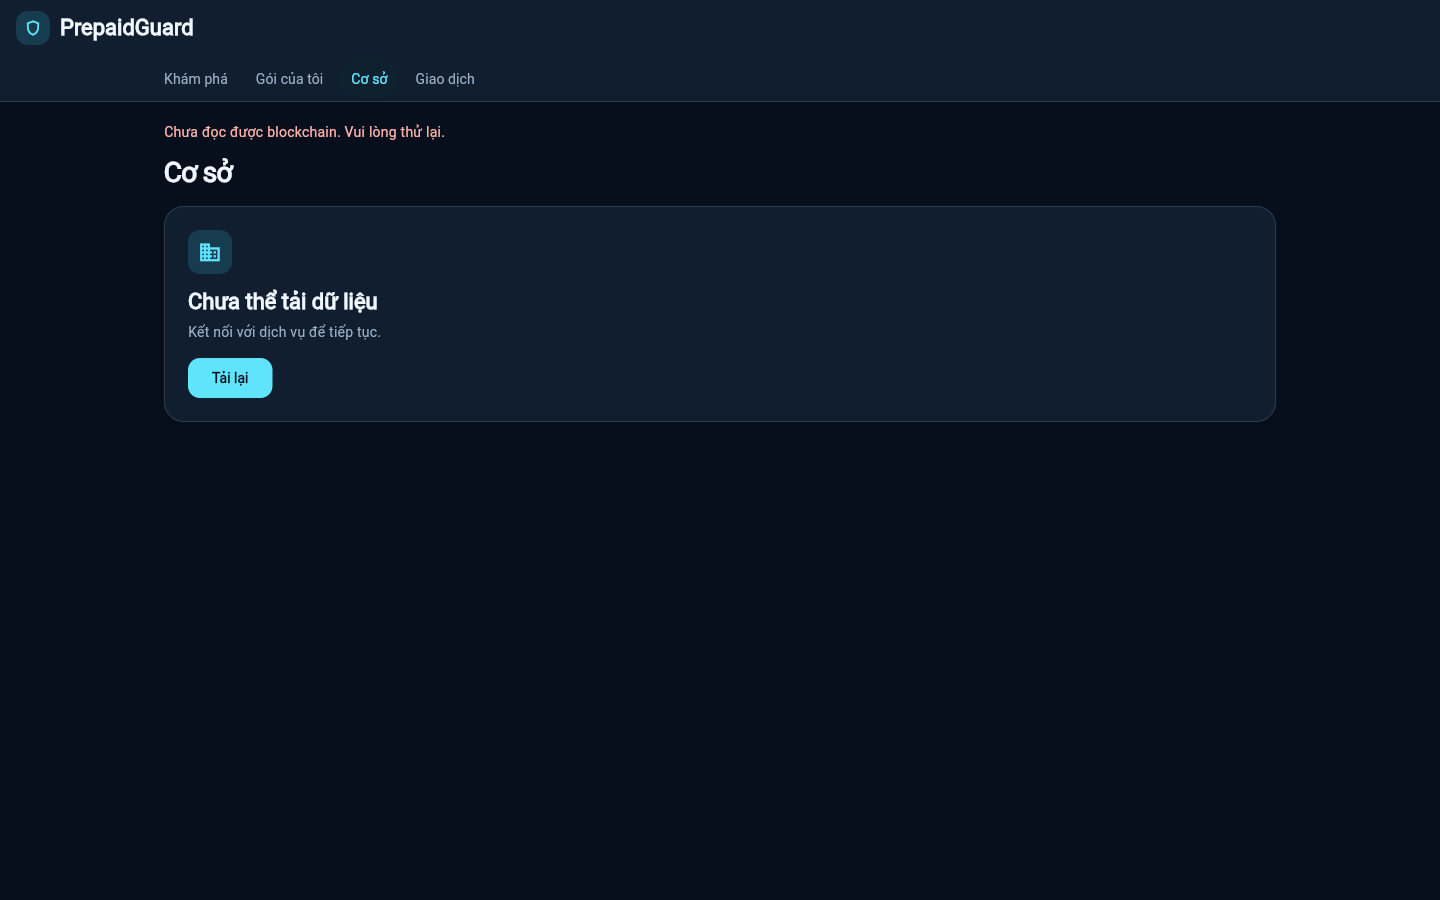 PrepaidGuard
Khám phá Gói của tôi Cơ sở Giao dịch
Chưa đọc được blockchain. Vui lòng thử lại.
Cơ sở
Chưa thể tải dữ liệu
Kết nối với dịch vụ để tiếp tục.
Tải lại